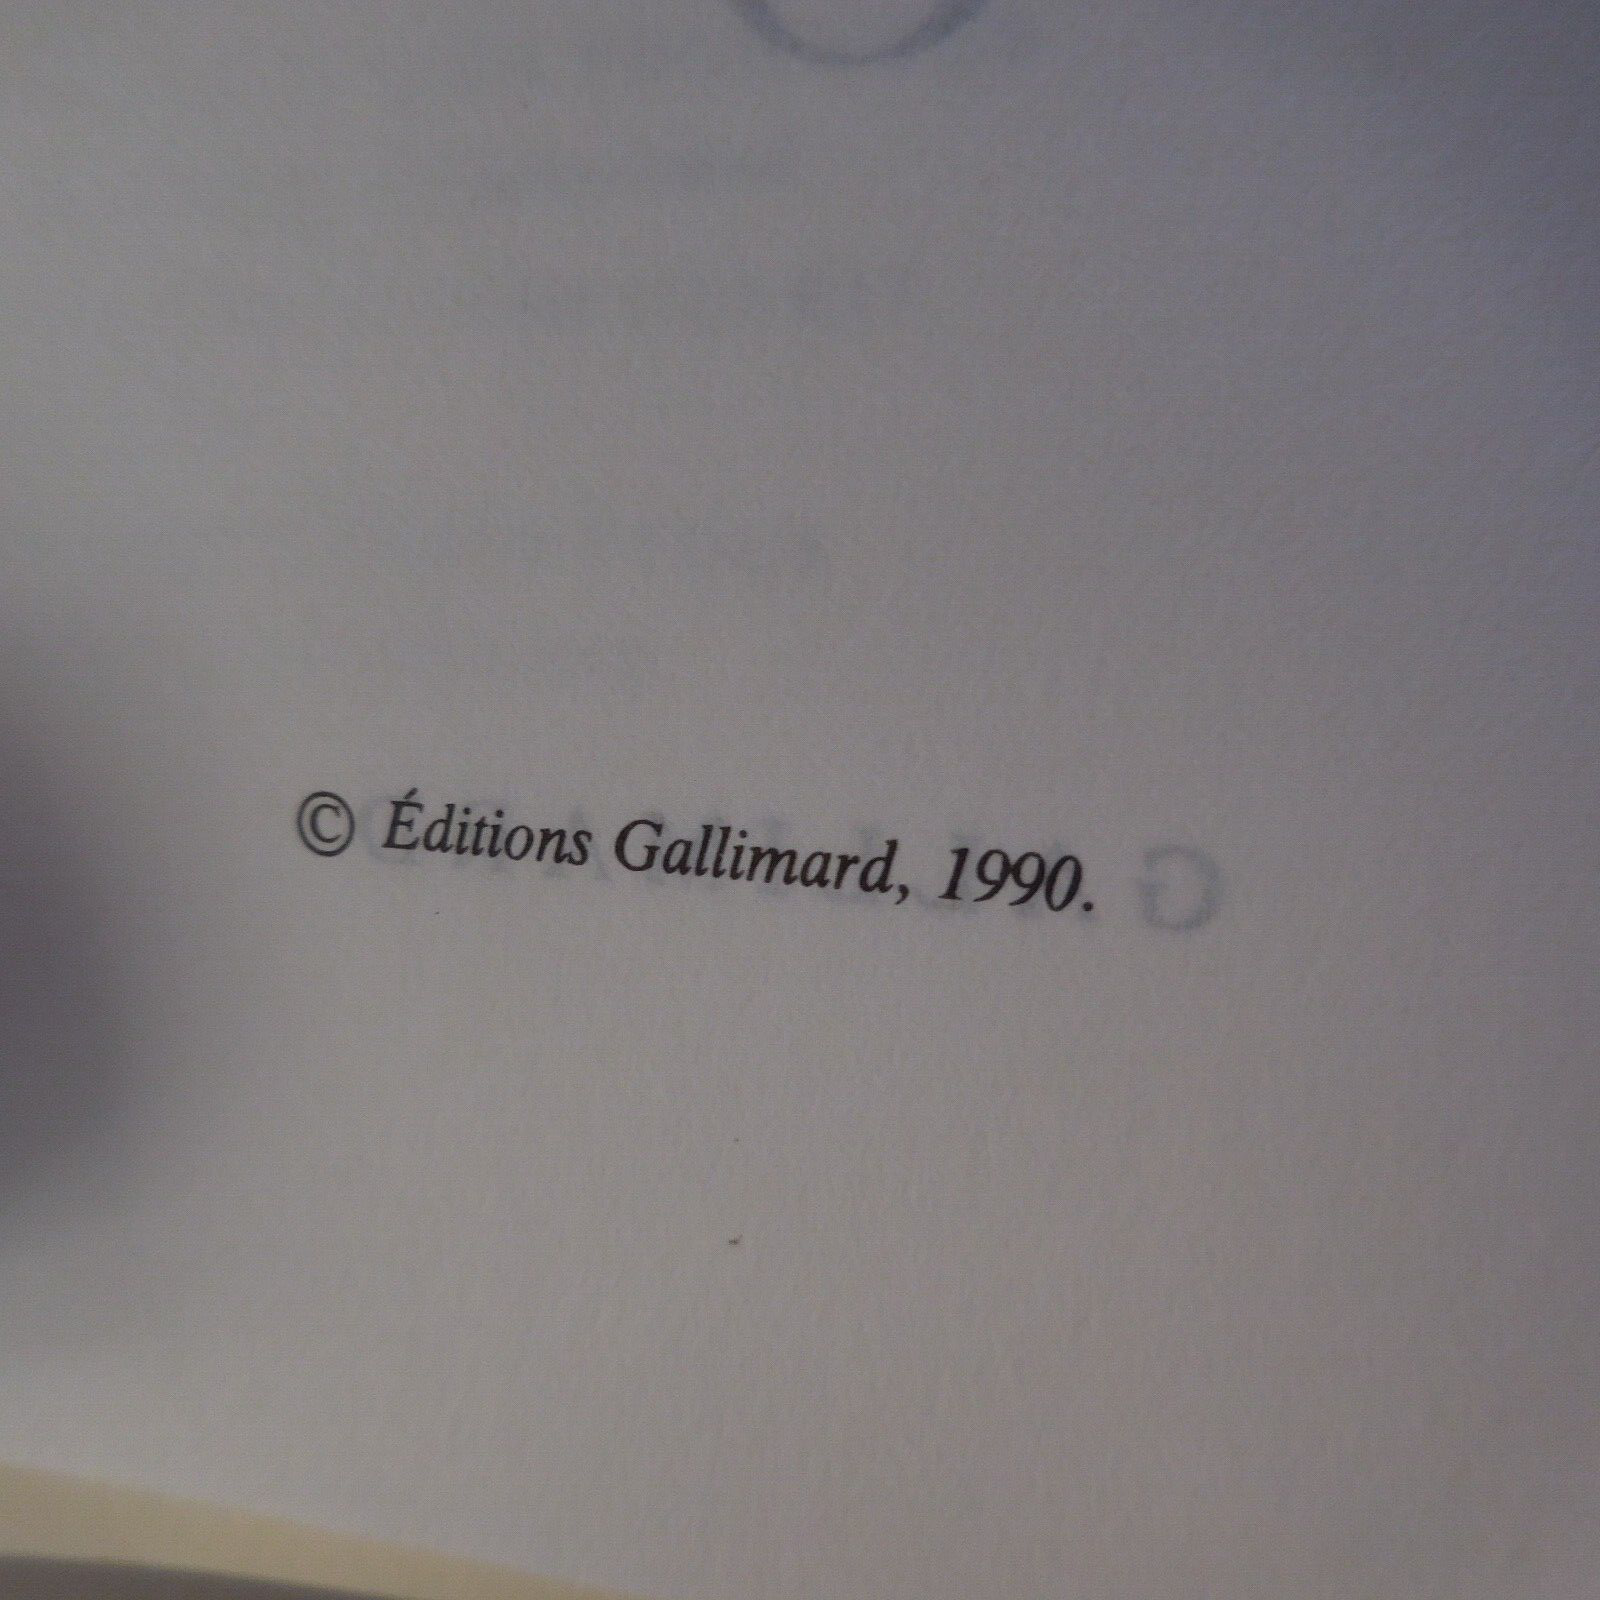 © Éditions Gallimard, 1990.